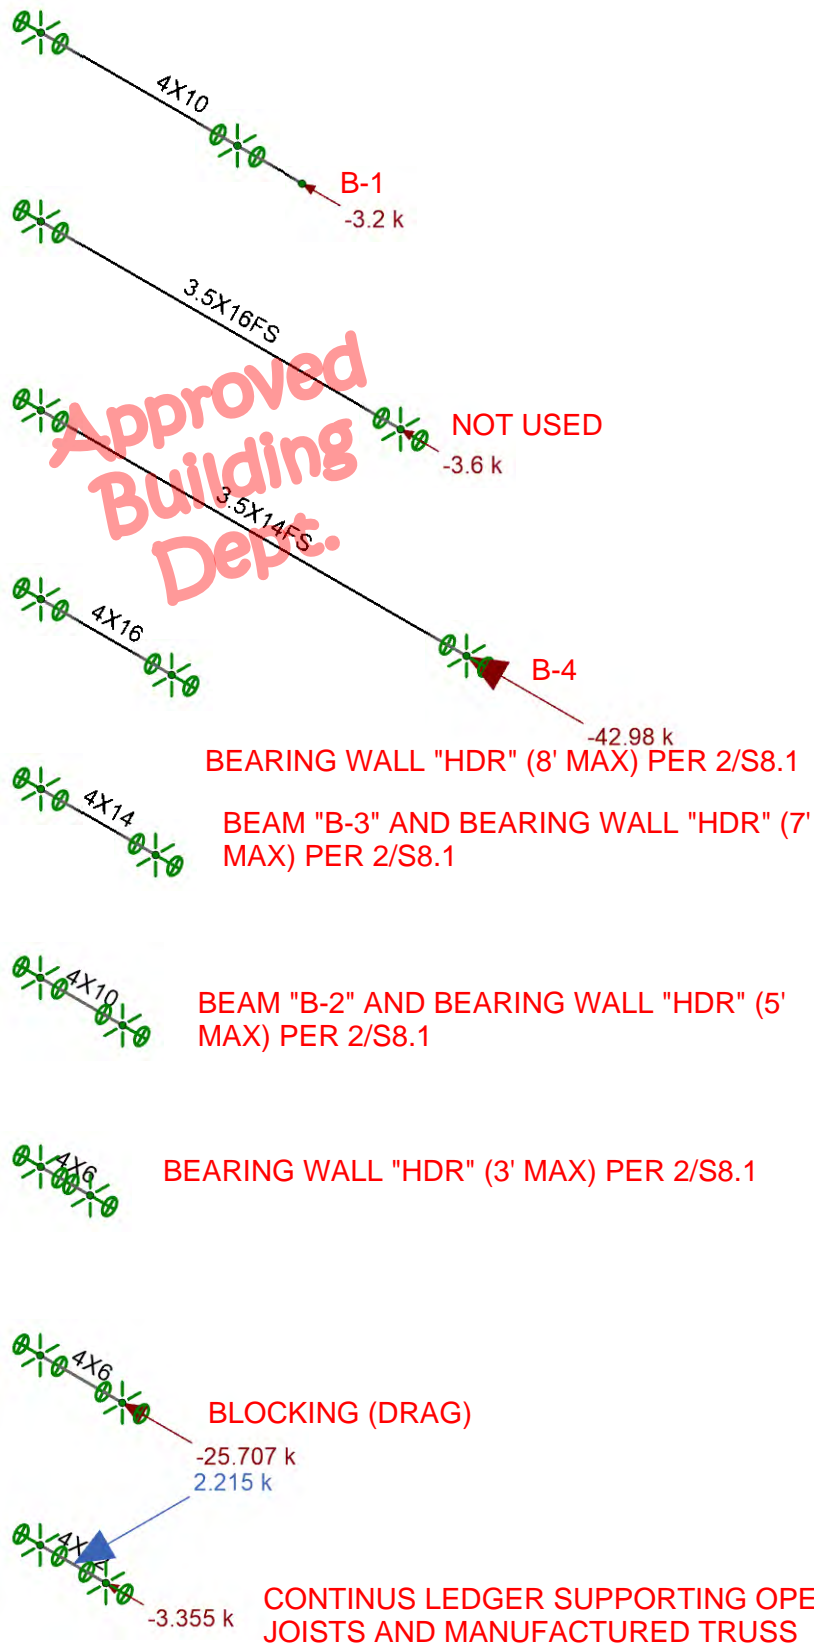 4X10
B-1
-3.2 k
3.5X16FS
Approved
Building
Dept.
NOT USED
-3.6 k
3.5X14FS
4X16
B-4
-42.98 k
BEARING WALL "HDR" (8' MAX) PER 2/S8.1
4X14
BEAM "B-3" AND BEARING WALL "HDR" (7'
MAX) PER 2/S8.1
4X10
BEAM "B-2" AND BEARING WALL "HDR" (5'
MAX) PER 2/S8.1
4X6
BEARING WALL "HDR" (3' MAX) PER 2/S8.1
4X6
BLOCKING (DRAG)
-25.707 k
2.215 k
-3.355 k
CONTINUS LEDGER SUPPORTING OPE
JOISTS AND MANUFACTURED TRUSS